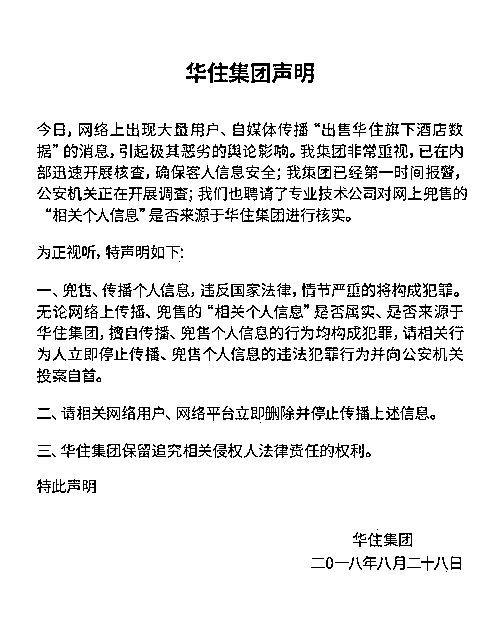 华住集团声明
今日，网络上出现大量用户、自媒体传播“出售华住旗下酒店数
据”的消息，引起极其恶劣的舆论影响。我集团非常重视，已在内
部迅速开展核查，确保客人信息安全；我集团已经第一时间报警，
公安机关正在开展调查；我们也聘请了专业技术公司对网上兜售的
“相关个人信息”是否来源于华住集团进行核实。
为正视听，特声明如下：
一、兜售、传播个人信息，违反国家法律，情节严重的将构成犯罪。
无论网络上传播、兜售的“相关个人信息”是否属实、是否来源于
华住集团，擅自传播、兜售个人信息的行为均构成犯罪，请相关行
为人立即停止传播、兜售个人信息的违法犯罪行为并向公安机关
投案自首。
二、请相关网络用户、网络平台立即删除并停止传播上述信息。
三、华住集团保留追究相关侵权人法律责任的权利。
特此声明
华住集团
二〇一八年八月二十八日